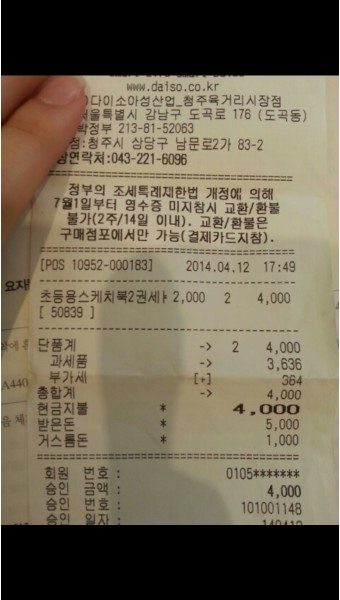 www.daiso.co.kr
다이소아성산업_청주육거리시장점
서울특별시 강남구 도곡로 176 (도곡동)
박정부 213-81-52063
점:청주시 상당구 남문로2가 83-2
연락처:043-221-6096
정부의 조세특례재한법 개정에 의해
7월1일부터 영수증 미지참시 교환/환불
불가(2주/14일 이내). 교환/환불은
구매점포에서만 가능(결제카드지참).
[POS 10952-000183] 2014.04.12 17:49
초등용스케치북2권세트 2,000 2 4,000
[ 50839 ]
단품계 -> 2 4,000
과세품 -> 3,636
부가세 [+] 364
총합계 -> 4,000
현금지불 * 4,000
받은돈 * 5,000
거스름돈 * 1,000
회원 번호 : 0105*******
승인 금액 : 4,000
승인 번호 : 101001148
승인 일자 : 140412
A440